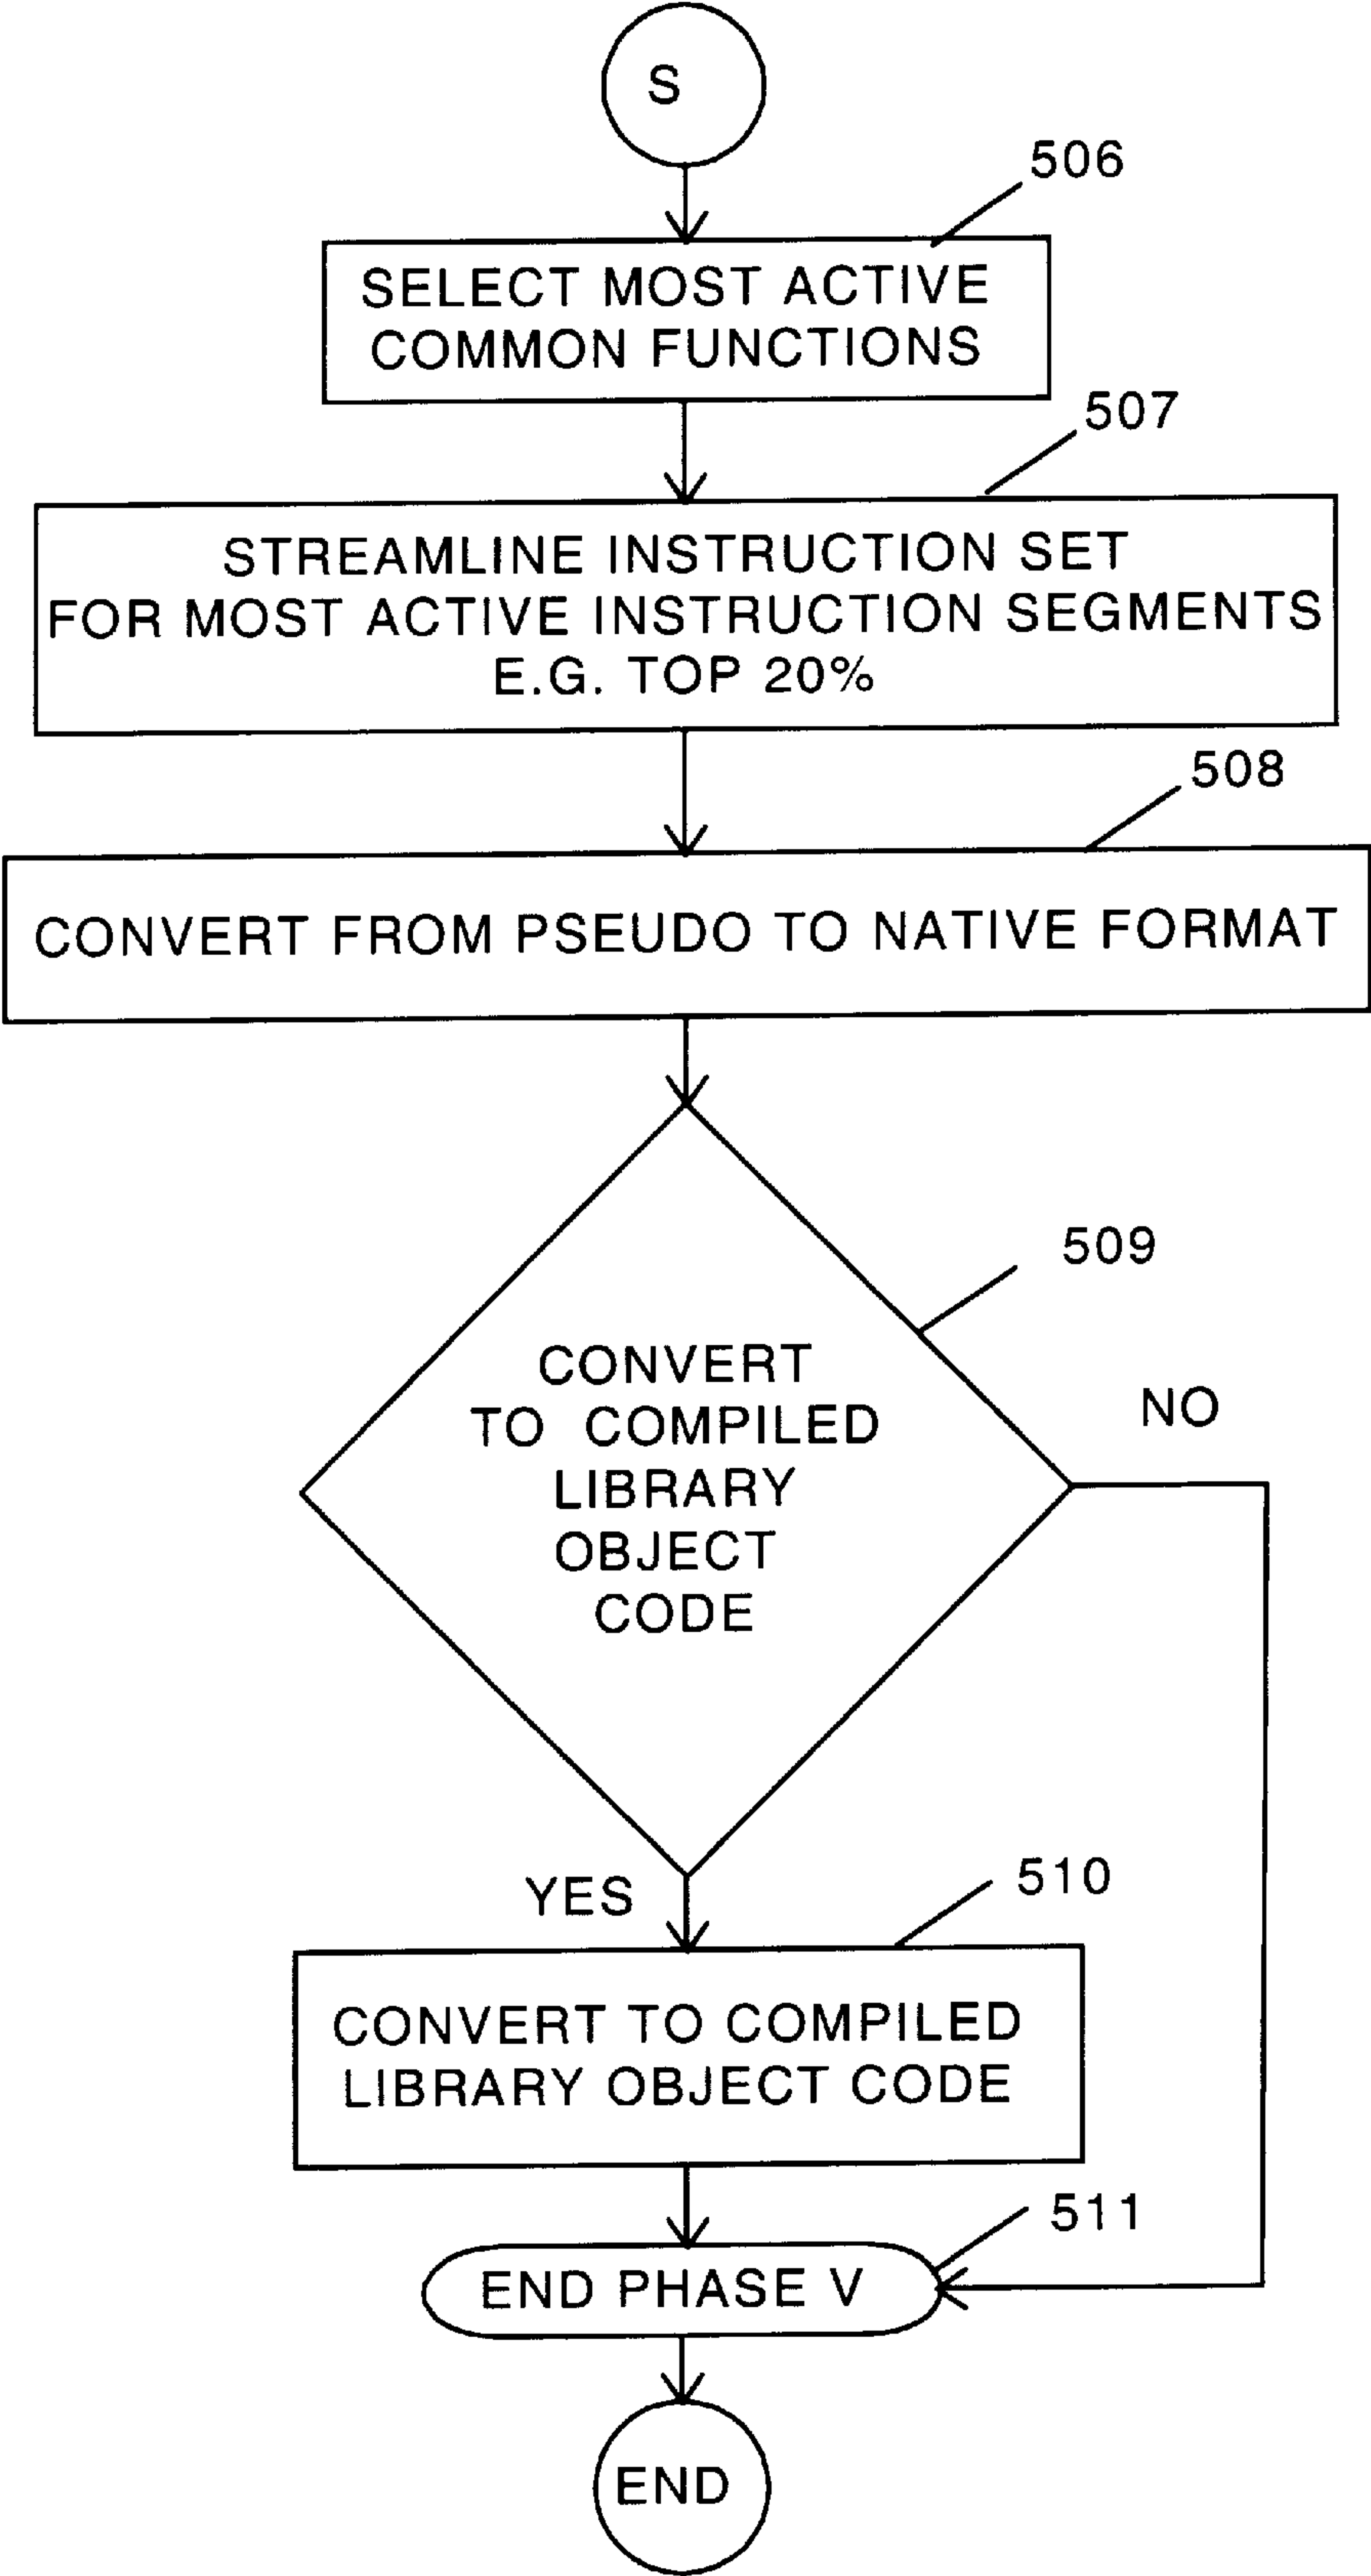 S
506
SELECT MOST ACTIVE
COMMON FUNCTIONS
507
STREAMLINE INSTRUCTION SET
FOR MOST ACTIVE INSTRUCTION SEGMENTS
E.G. TOP 20%
508
CONVERT FROM PSEUDO TO NATIVE FORMAT
509
CONVERT
TO COMPILED
LIBRARY
OBJECT
CODE
NO
YES
510
CONVERT TO COMPILED
LIBRARY OBJECT CODE
511
END PHASE V
END